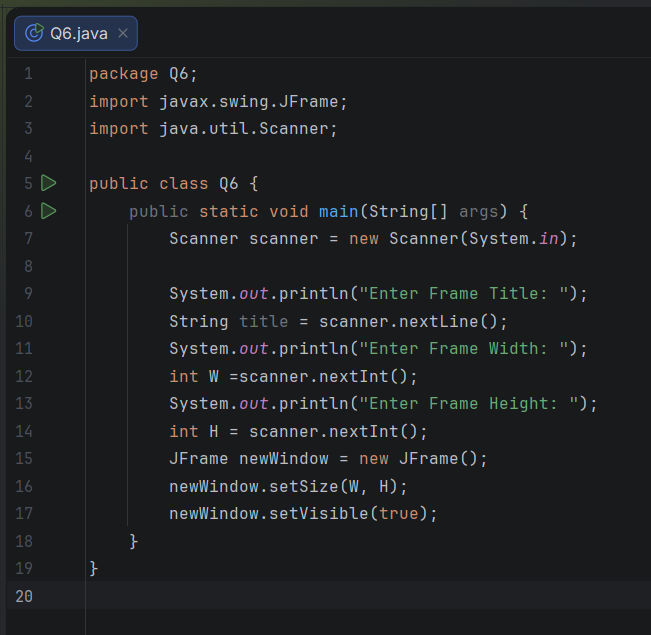 Q6.java
1 package Q6;
2 import javax.swing.JFrame;
3 import java.util.Scanner;
4
5 public class Q6 {
6     public static void main(String[] args) {
7         Scanner scanner = new Scanner(System.in);
8
9         System.out.println("Enter Frame Title: ");
10         String title = scanner.nextLine();
11         System.out.println("Enter Frame Width: ");
12         int W =scanner.nextInt();
13         System.out.println("Enter Frame Height: ");
14         int H = scanner.nextInt();
15         JFrame newWindow = new JFrame();
16         newWindow.setSize(W, H);
17         newWindow.setVisible(true);
18     }
19 }
20